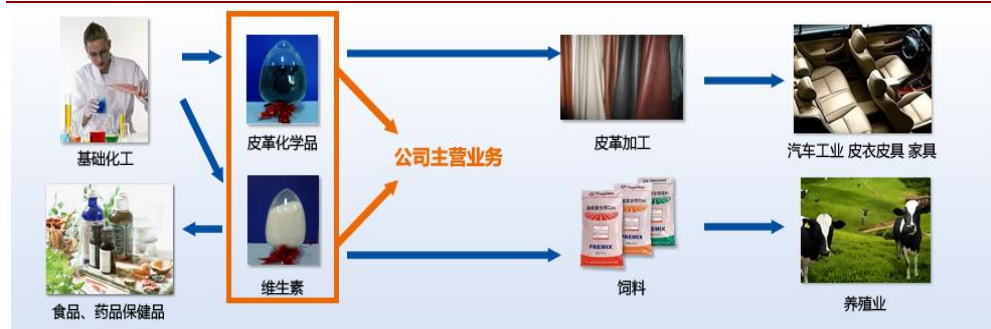 基础化工
皮革化学品
公司主营业务
皮革加工
汽车工业 皮衣皮具 家具
食品、药品保健品
维生素
PREMIX
PREMIX
饲料
养殖业